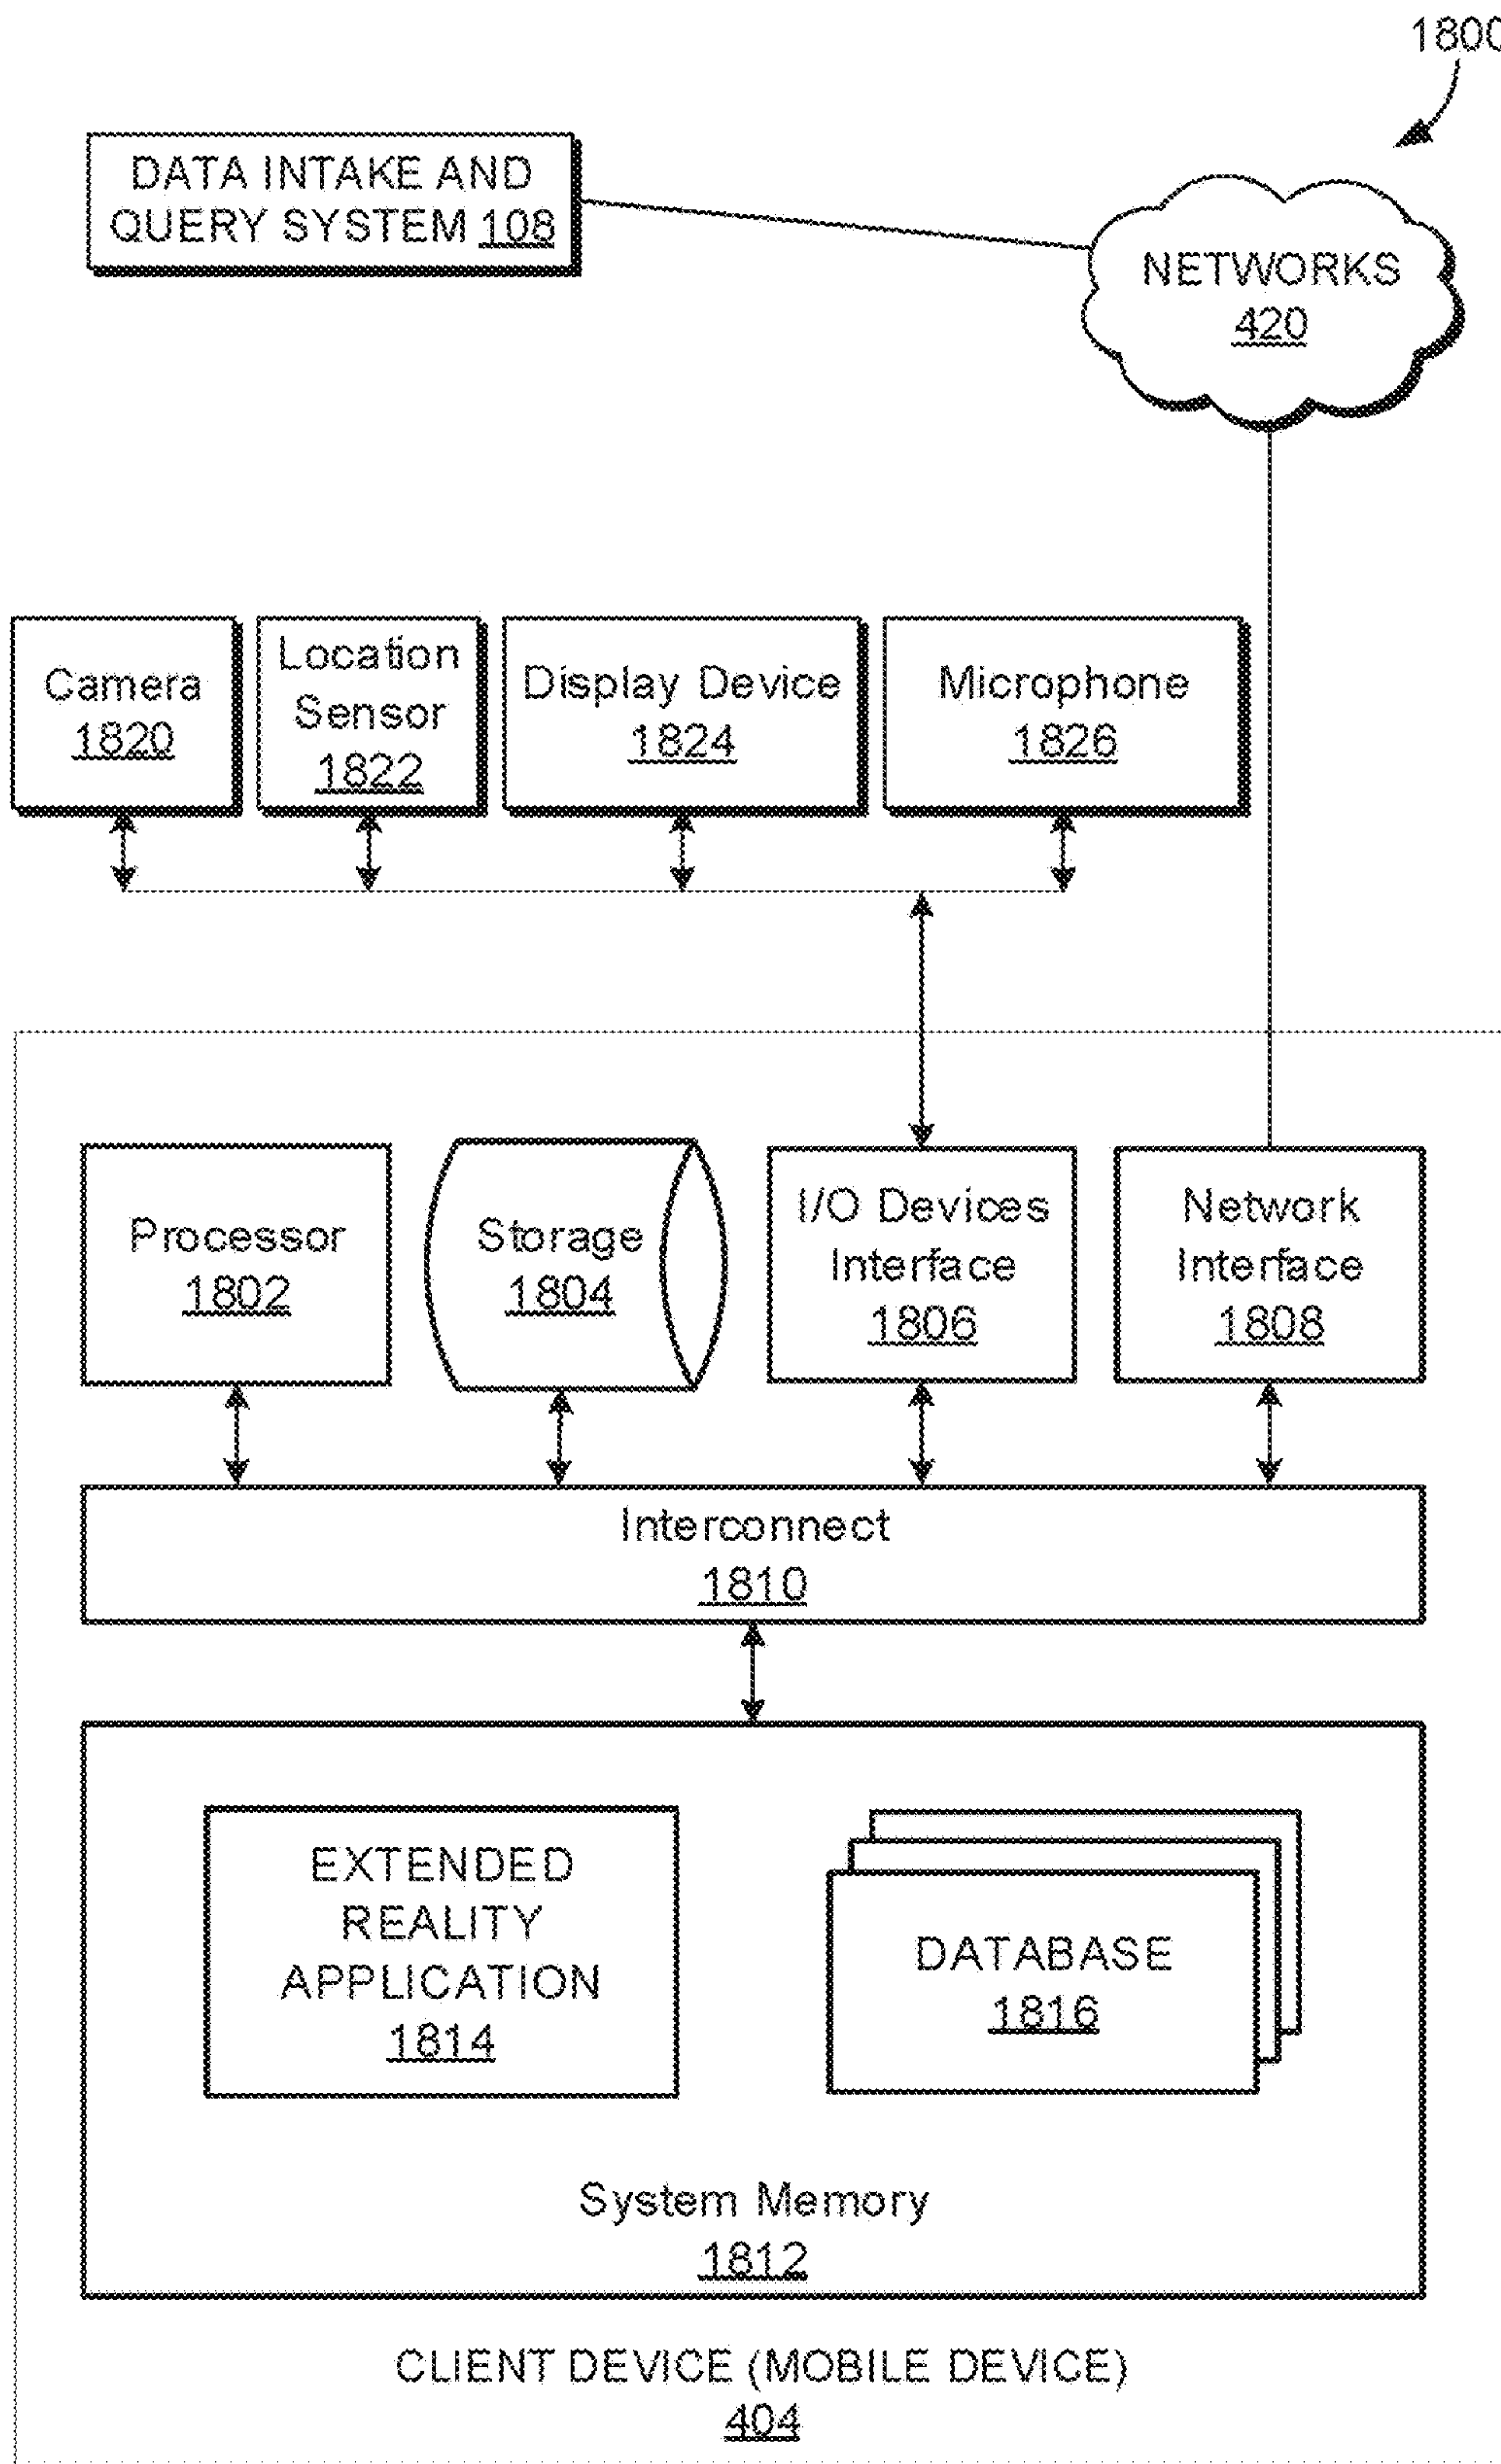 1800
DATA INTAKE AND
QUERY SYSTEM 108
NETWORKS
420
Camera
1820
Location
Sensor
1822
Display Device
1824
Microphone
1826
Processor
1802
Storage
1804
I/O Devices
Interface
1806
Network
Interface
1808
Interconnect
1810
EXTENDED
REALITY
APPLICATION
1814
DATABASE
1816
System Memory
1812
CLIENT DEVICE (MOBILE DEVICE)
404